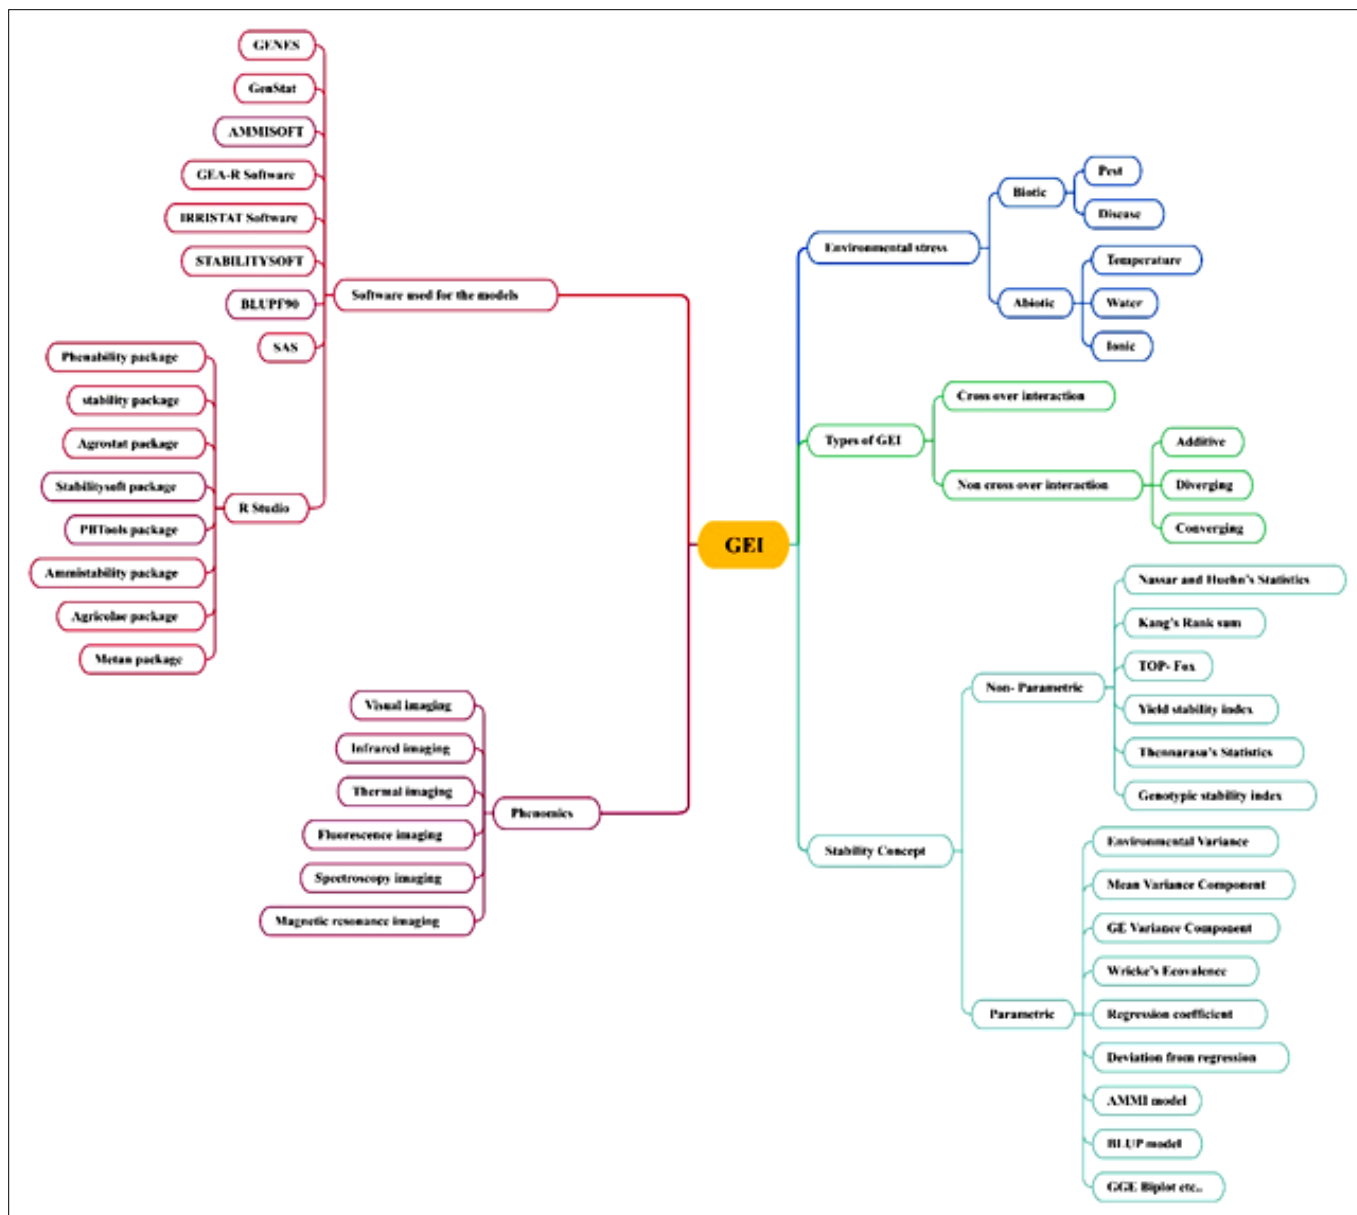 GENES
GenStat
AMMISOFT
GEA-R Software
IRRISTAT Software
STABILITYSOFT
BLUPF90
SAS
Software used for the models
Phenability package
stability package
Agrostat package
Stabilitysoft package
PBTools package
Ammistability package
Agricolae package
Metan package
R Studio
Visual imaging
Infrared imaging
Thermal imaging
Fluorescence imaging
Spectroscopy imaging
Magnetic resonance imaging
Phenomics
GEI
Environmental stress
Biotic
Pest
Disease
Abiotic
Temperature
Water
Ionic
Types of GEI
Cross over interaction
Non cross over interaction
Additive
Diverging
Converging
Stability Concept
Non- Parametric
Nassar and Huehn's Statistics
Kang's Rank sum
TOP- Fox
Yield stability index
Thennarasu's Statistics
Genotypic stability index
Parametric
Environmental Variance
Mean Variance Component
GE Variance Component
Wricke's Ecovalence
Regression coefficient
Deviation from regression
AMMI model
BLUP model
GGE Biplot etc..